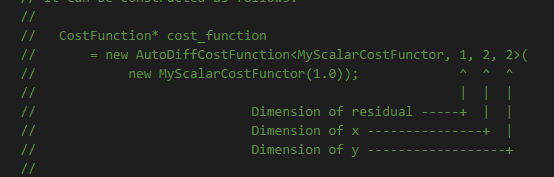 // It can be constructed as follows:
//
//   CostFunction* cost_function
//       = new AutoDiffCostFunction<MyScalarCostFunctor, 1, 2, 2>(
//            new MyScalarCostFunctor(1.0));             ^  ^  ^
//                                                       |  |  |
//                           Dimension of residual -----+  |  |
//                           Dimension of x ---------------+  |
//                           Dimension of y ------------------+
//